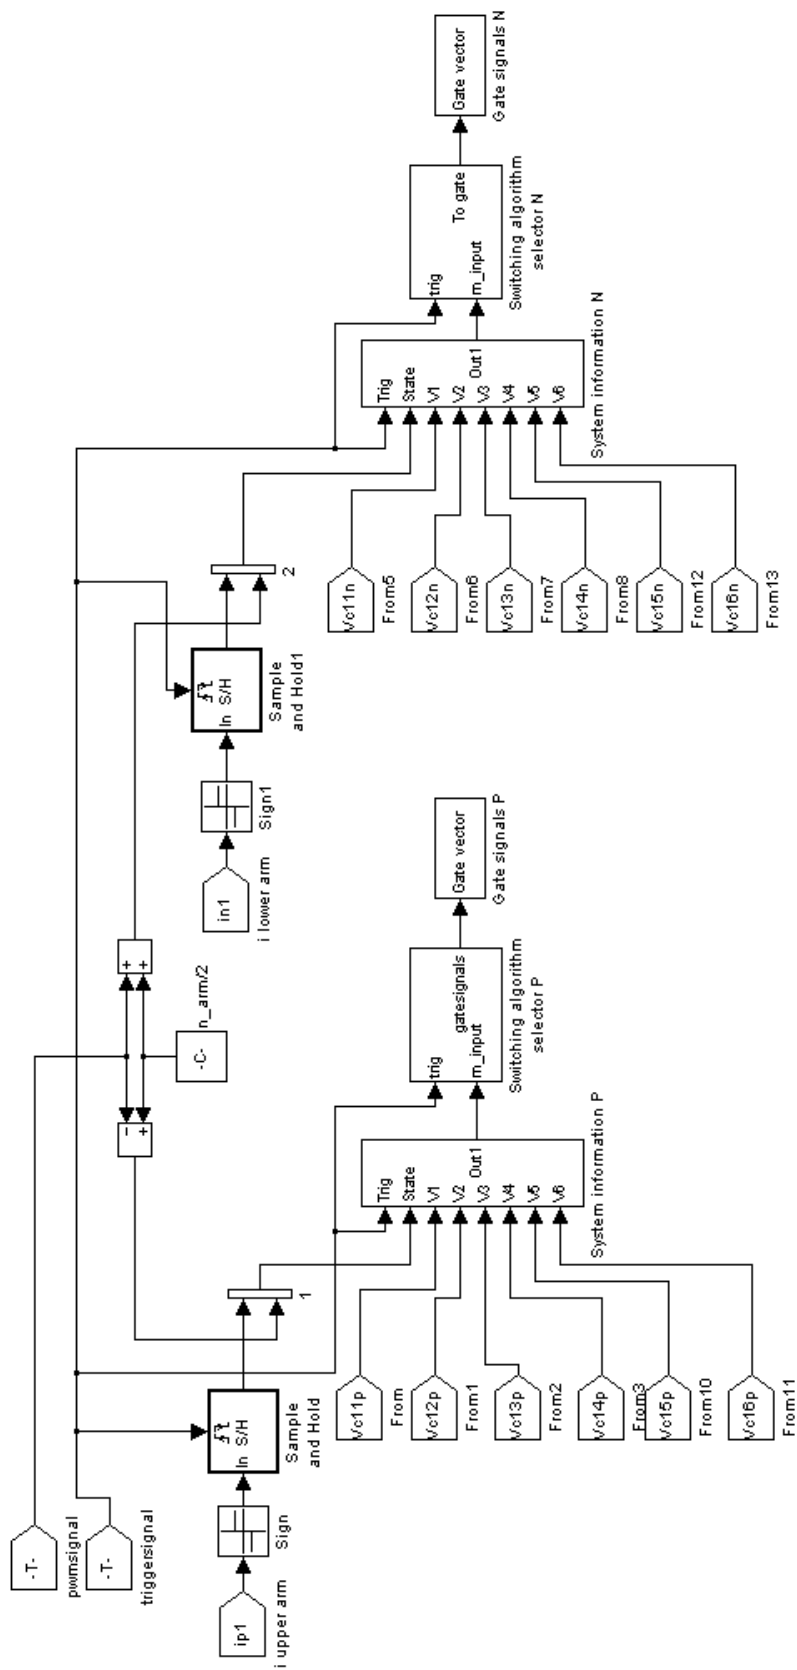 -T-
pwmsignal
-T-
triggersignal
ip1
i upper arm
Sign
In
S/H
Sample
and Hold
1
-
+
-C-
n_arm/2
+
+
in1
i lower arm
Sign1
In
S/H
Sample
and Hold1
2
Vc11p
From
Vc12p
From1
Vc13p
From2
Vc14p
From3
Vc15p
From10
Vc16p
From11
Trig
State
V1
V2
V3
V4
V5
V6
Out1
System information P
trig
m_input
gatesignals
Switching algorithm
selector P
Gate vector
Gate signals P
Vc11n
From5
Vc12n
From6
Vc13n
From7
Vc14n
From8
Vc15n
From12
Vc16n
From13
Trig
State
V1
V2
V3
V4
V5
V6
Out1
System information N
trig
m_input
To gate
Switching algorithm
selector N
Gate vector
Gate signals N